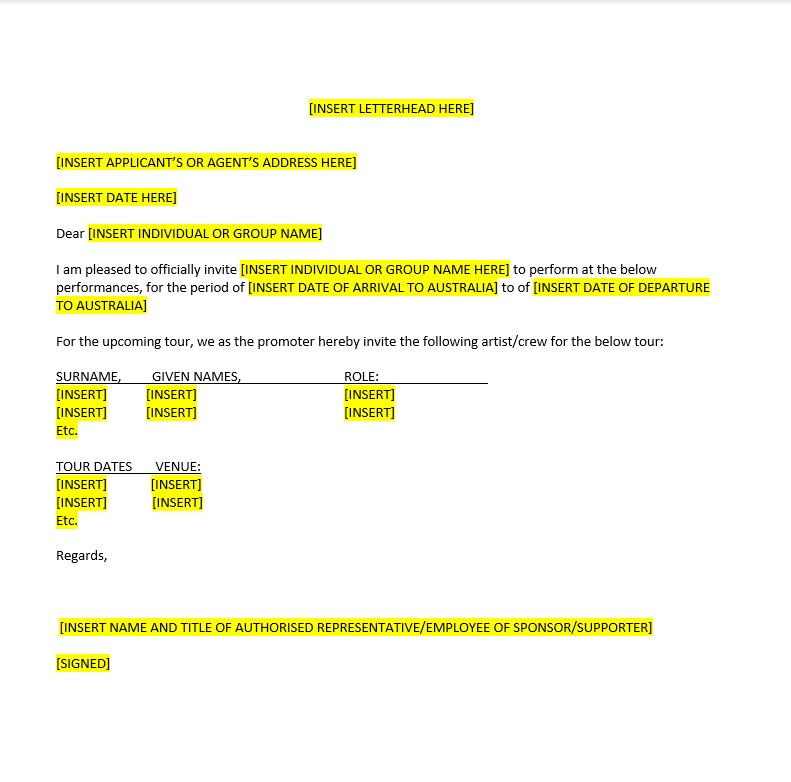 [INSERT LETTERHEAD HERE]
[INSERT APPLICANT'S OR AGENT'S ADDRESS HERE]
[INSERT DATE HERE]
Dear [INSERT INDIVIDUAL OR GROUP NAME]
I am pleased to officially invite [INSERT INDIVIDUAL OR GROUP NAME HERE] to perform at the below
performances, for the period of [INSERT DATE OF ARRIVAL TO AUSTRALIA] to of [INSERT DATE OF DEPARTURE
TO AUSTRALIA]
For the upcoming tour, we as the promoter hereby invite the following artist/crew for the below tour:
SURNAME, GIVEN NAMES, ROLE:
[INSERT] [INSERT] [INSERT]
[INSERT] [INSERT] [INSERT]
Etc.
TOUR DATES VENUE:
[INSERT] [INSERT]
[INSERT] [INSERT]
Etc.
Regards,
[INSERT NAME AND TITLE OF AUTHORISED REPRESENTATIVE/EMPLOYEE OF SPONSOR/SUPPORTER]
[SIGNED]